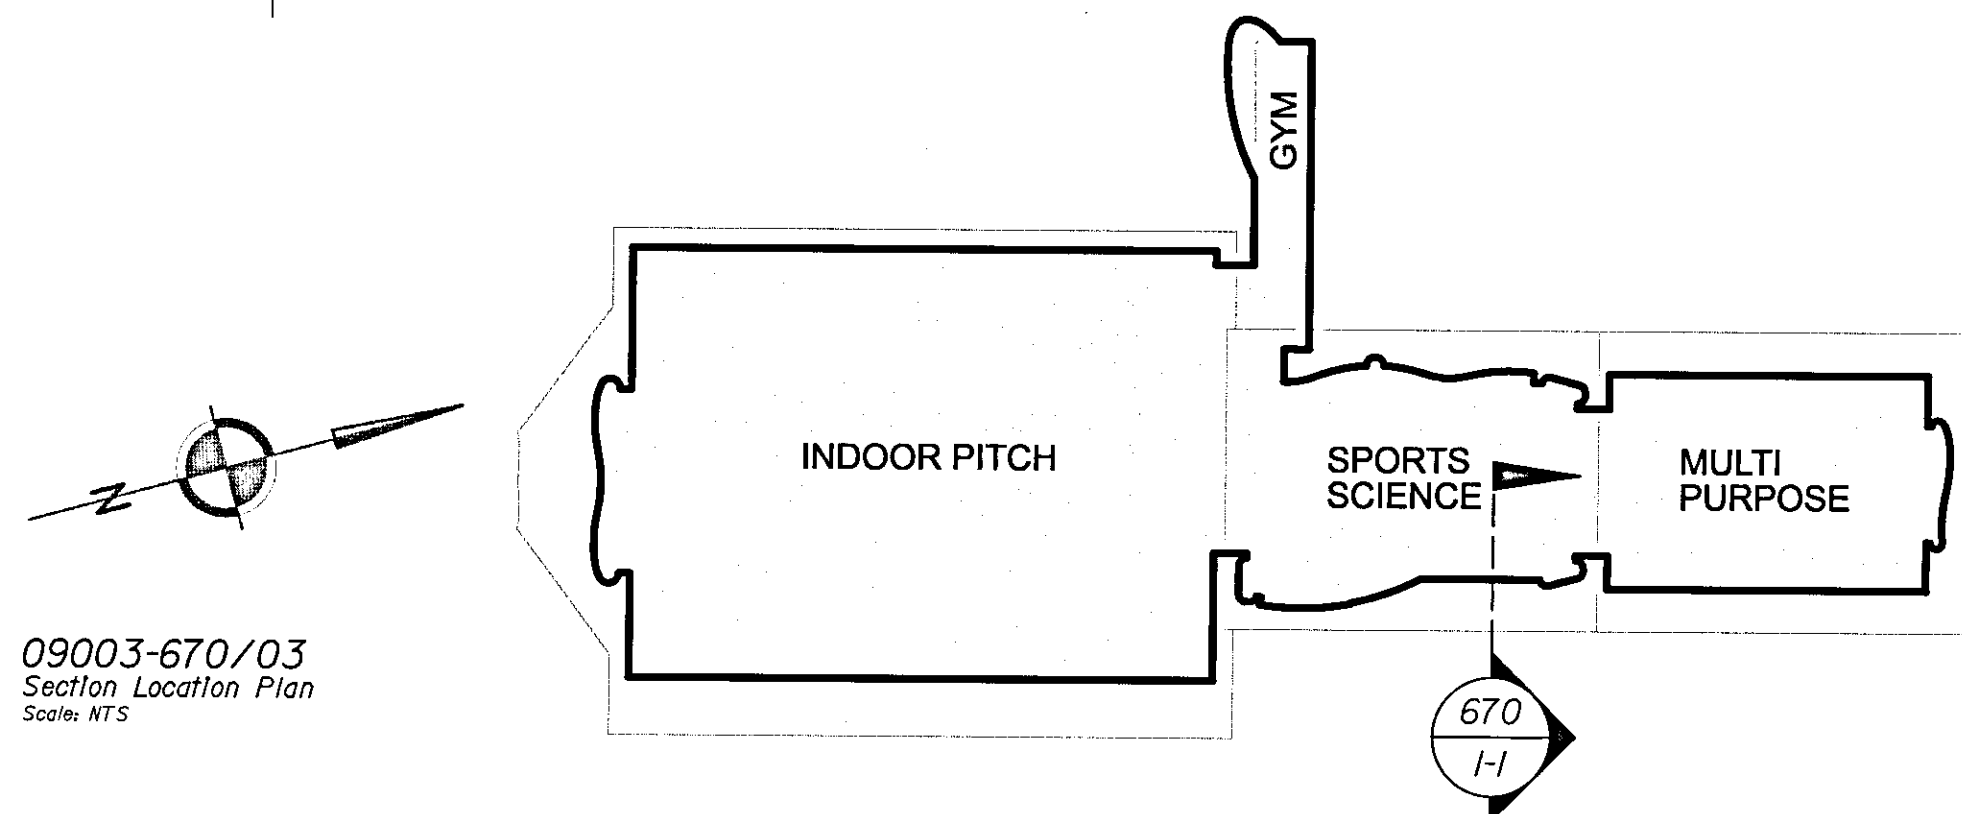 GYM
INDOOR PITCH
SPORTS
SCIENCE
MULTI
PURPOSE
N
09003-670/03
Section Location Plan
Scale: NTS
670
1-1